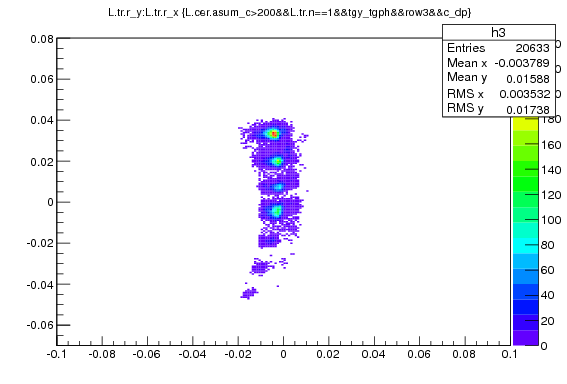 L.tr.r_y:L.tr.r_x {L.cer.asum_c>200&&L.tr.n==1&&tgy_tgph&&row3&&c_dp}
h3
Entries 20633
Mean x -0.003789
Mean y 0.01588
RMS x 0.003532
RMS y 0.01738
0.08
0.06
0.04
0.02
0
-0.02
-0.04
-0.06
-0.1 -0.08 -0.06 -0.04 -0.02 0 0.02 0.04 0.06 0.08 0.1
180
160
140
120
100
80
60
40
20
0